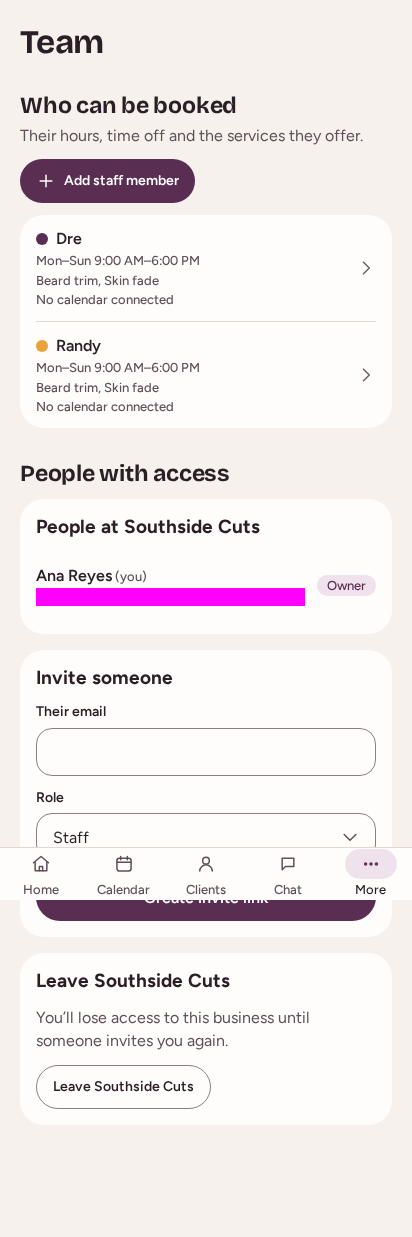 Team
Who can be booked
Their hours, time off and the services they offer.
Add staff member
Dre
Mon–Sun 9:00 AM–6:00 PM
Beard trim, Skin fade
No calendar connected
Randy
Mon–Sun 9:00 AM–6:00 PM
Beard trim, Skin fade
No calendar connected
People with access
People at Southside Cuts
Ana Reyes (you)
Owner
Invite someone
Their email
Role
Staff
Home
Calendar
Clients
Chat
More
Create invite link
Leave Southside Cuts
You’ll lose access to this business until
someone invites you again.
Leave Southside Cuts